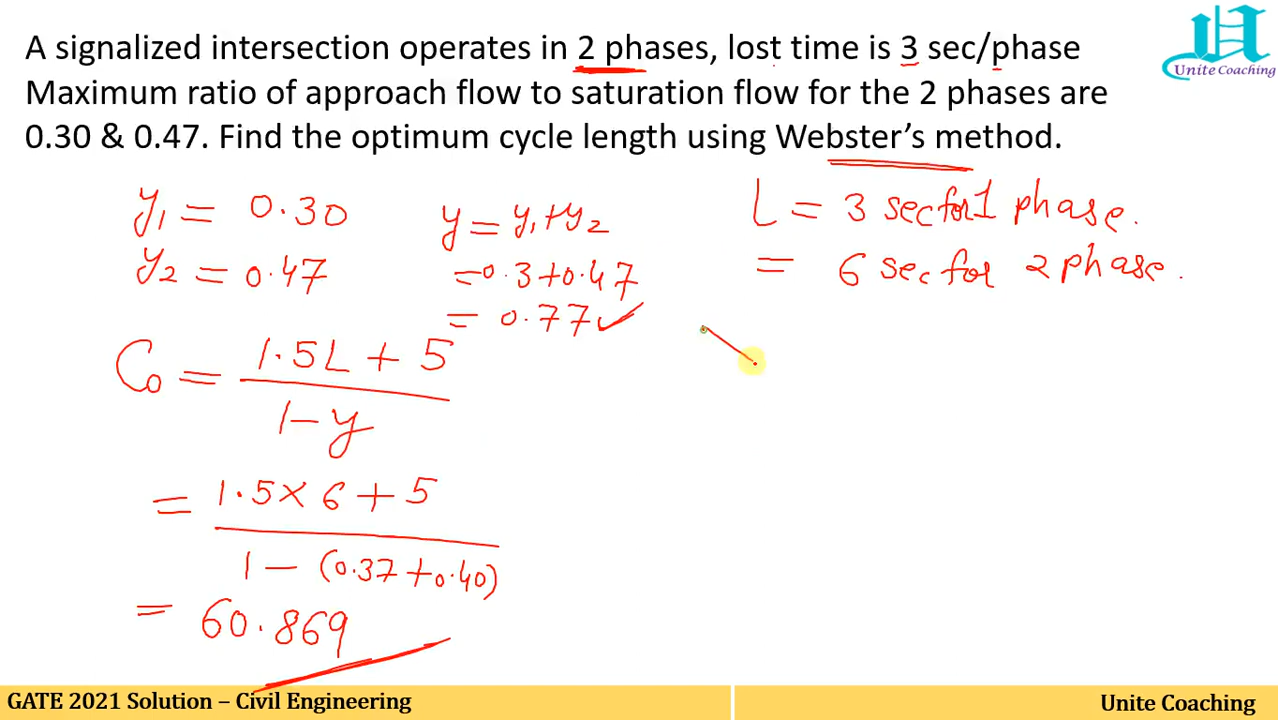 A signalized intersection operates in 2 phases, lost time is 3 sec/phase
Unite Coaching
Maximum ratio of approach flow to saturation flow for the 2 phases are
0.30 & 0.47. Find the optimum cycle length using Webster’s method.
y1 = 0.30
y2 = 0.47
y = y1+y2
=0.3+0.47
= 0.77
L = 3 sec for 1 phase.
= 6 sec for 2 phase.
Co = 1.5L + 5
1-y
= 1.5 × 6 + 5
1 - (0.37 + 0.40)
= 60.869
GATE 2021 Solution – Civil Engineering
Unite Coaching